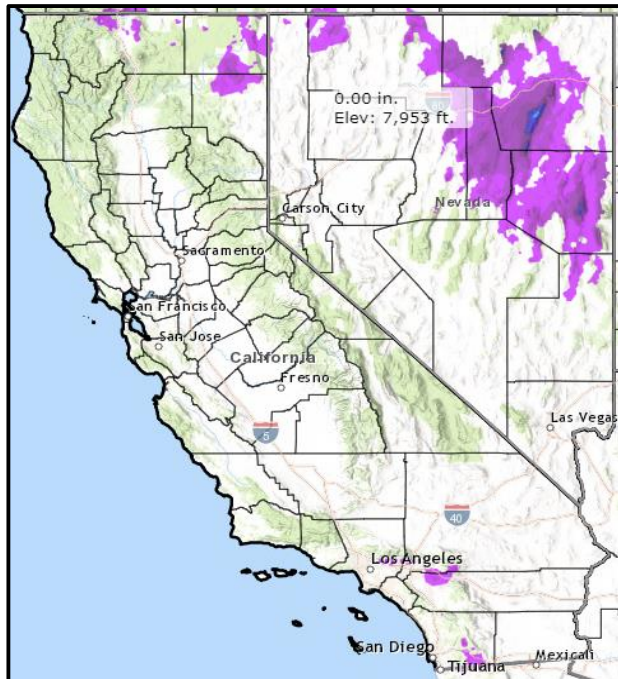 0.00 in.
Elev: 7,953 ft.
80
Carson City
Nevada
Sacramento
San Francisco
San Jose
California
Fresno
Las Vegas
5
40
Los Angeles
San Diego
Mexicali
Tijuana